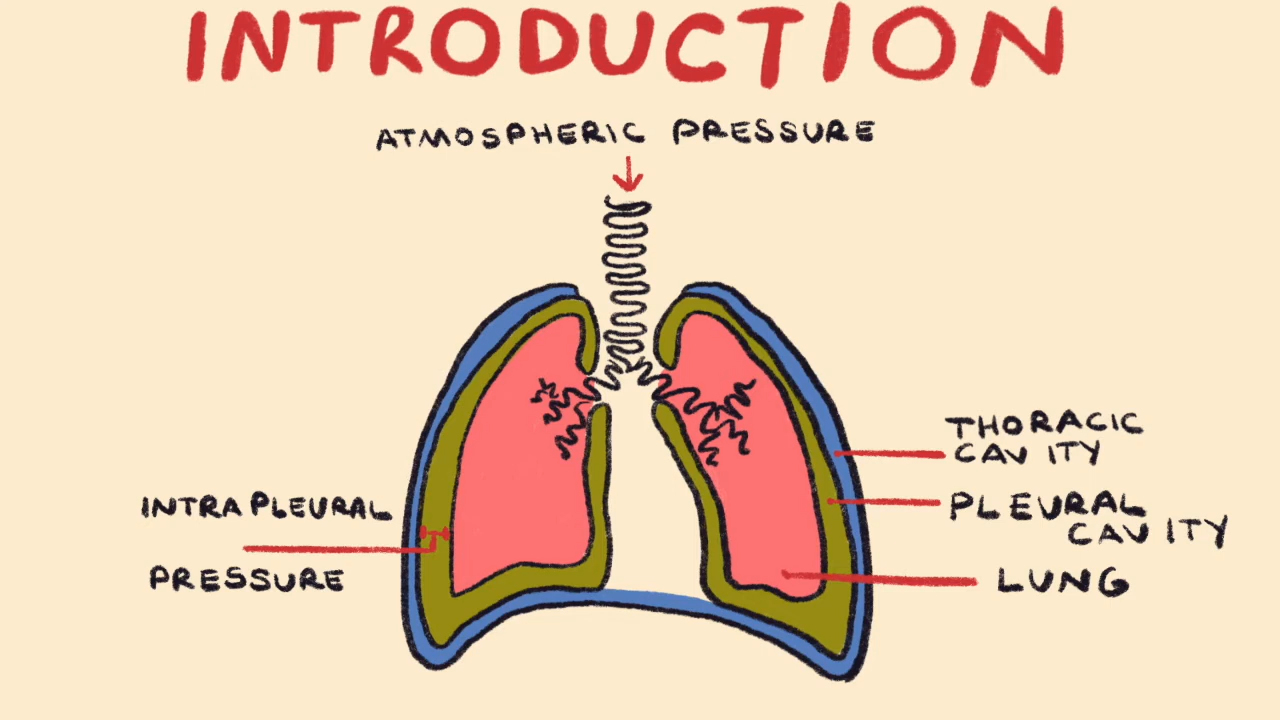 INTRODUCTION
ATMOSPHERIC PRESSURE
INTRAPLEURAL
PRESSURE
THORACIC
CAVITY
PLEURAL
CAVITY
LUNG